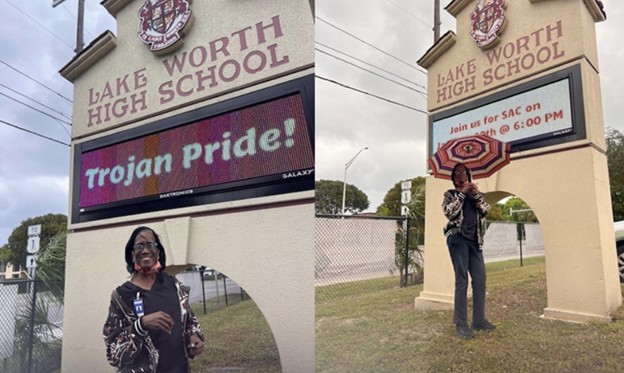 LAKE WORTH
HIGH SCHOOL
Trojan Pride!
DAKTRONICS
GALAXY
LAKE WORTH
HIGH SCHOOL
Join us for SAC on
@ 6:00 PM